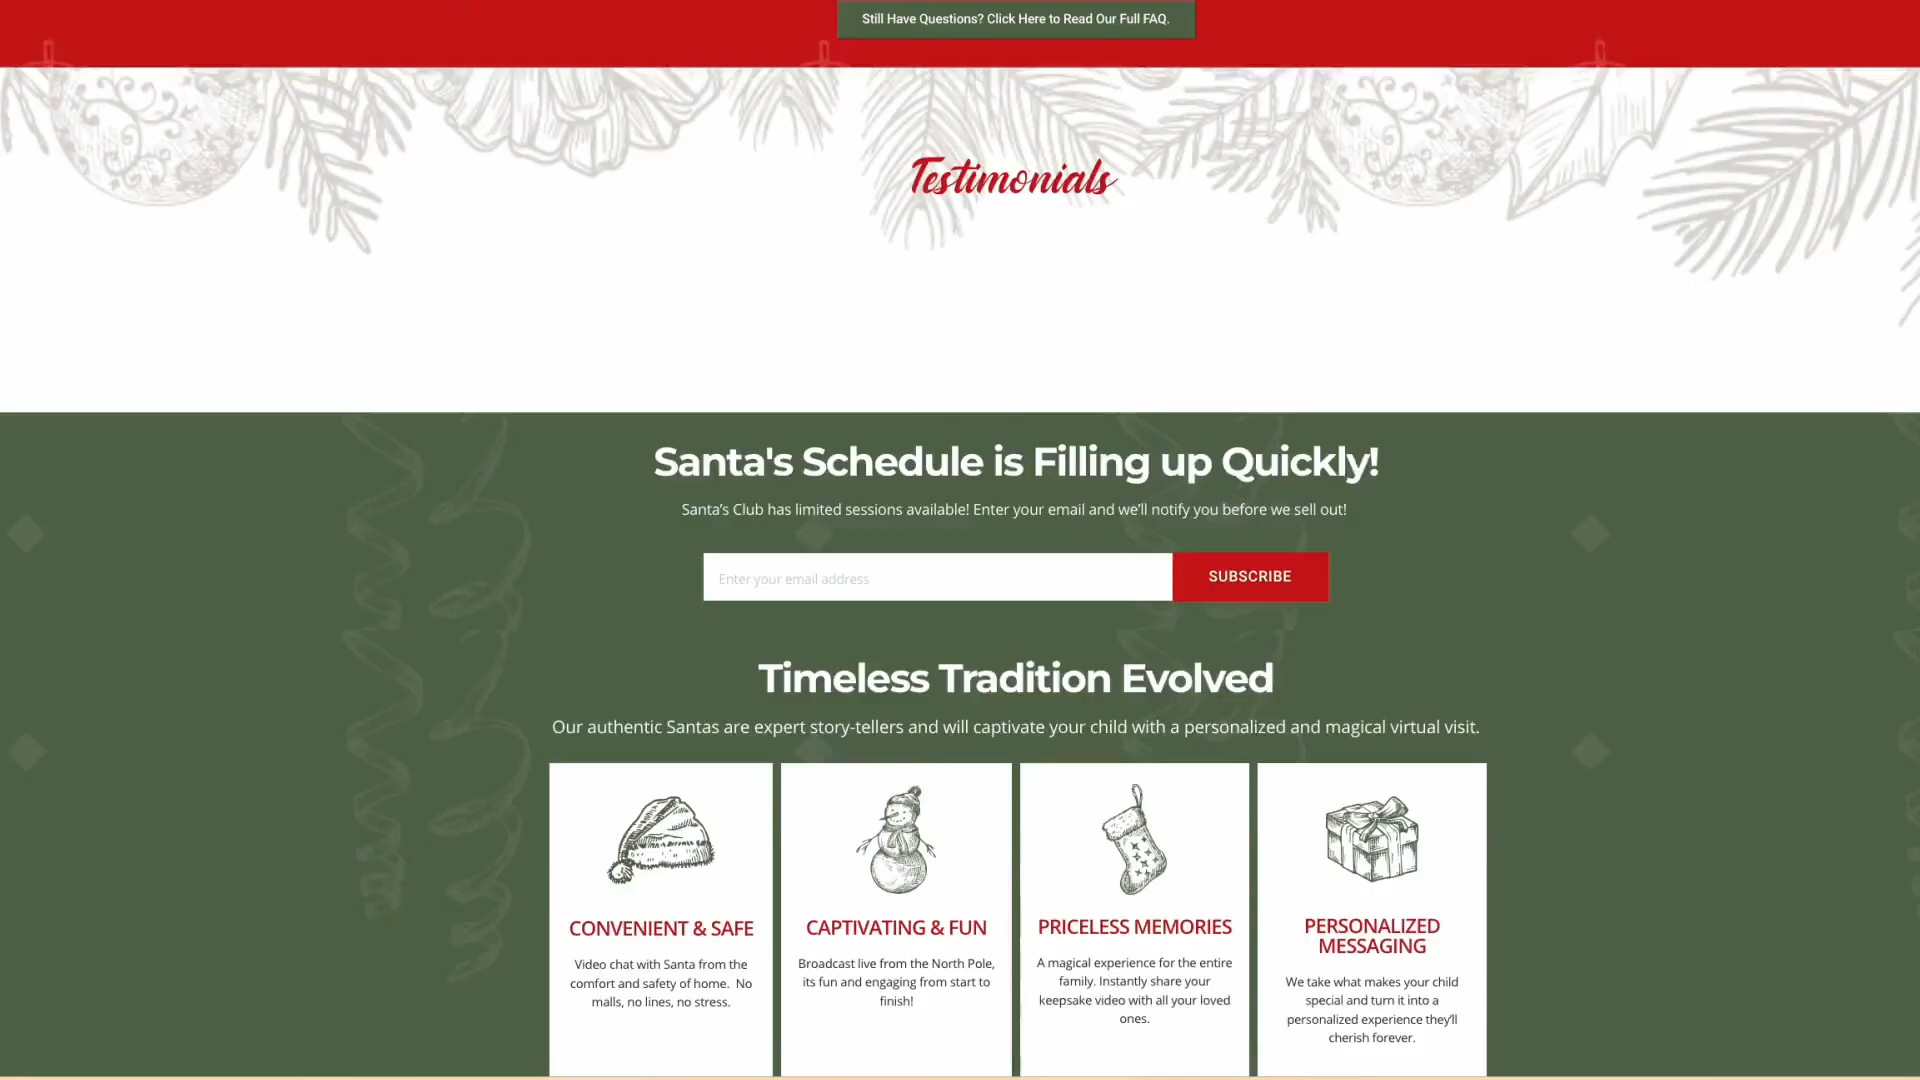 Still Have Questions? Click Here to Read Our Full FAQ.
Testimonials
Santa's Schedule is Filling up Quickly!
Santa’s Club has limited sessions available! Enter your email and we’ll notify you before we sell out!
Enter your email address
SUBSCRIBE
Timeless Tradition Evolved
Our authentic Santas are expert story-tellers and will captivate your child with a personalized and magical virtual visit.
CONVENIENT & SAFE
Video chat with Santa from the
comfort and safety of home. No
malls, no lines, no stress.
CAPTIVATING & FUN
Broadcast live from the North Pole,
its fun and engaging from start to
finish!
PRICELESS MEMORIES
A magical experience for the entire
family. Instantly share your
keepsake video with all your loved
ones.
PERSONALIZED
MESSAGING
We take what makes your child
special and turn it into a
personalized experience they’ll
cherish forever.